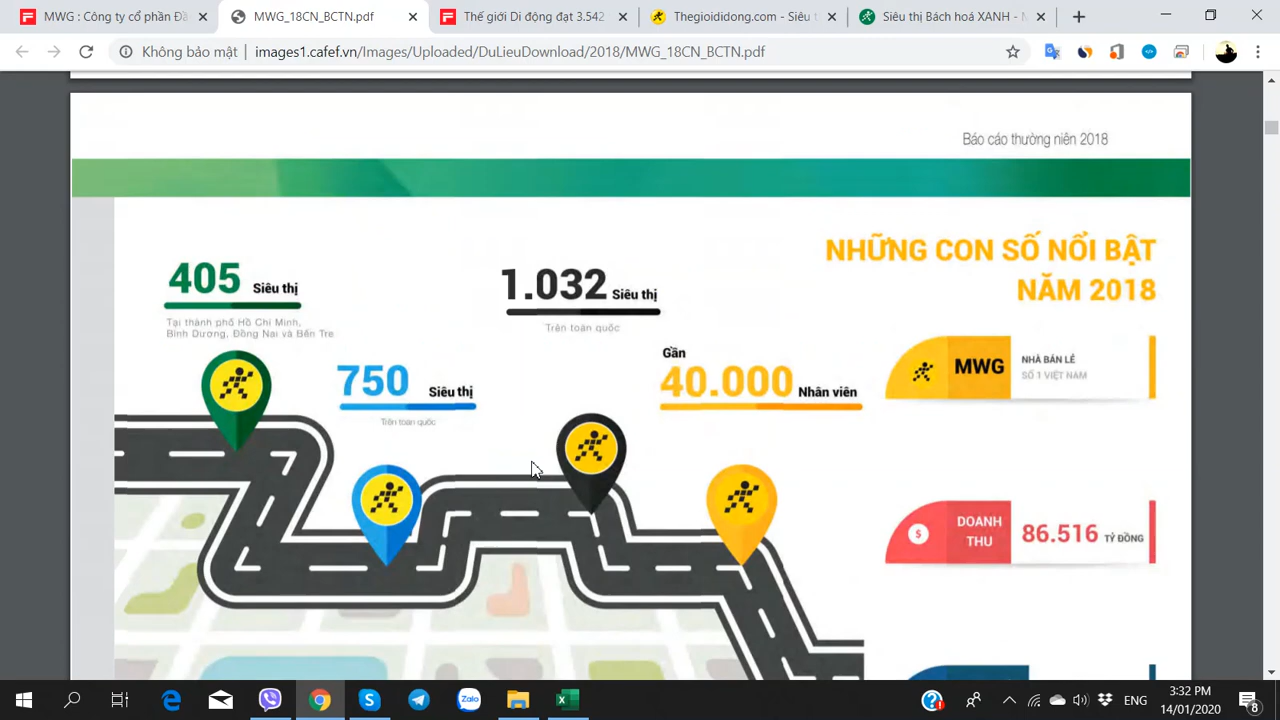 MWG : Công ty cổ phần Đầ
MWG_18CN_BCTN.pdf
Thế giới Di động đạt 3.542
Thegioididong.com - Siêu t
Siêu thị Bách hoá XANH - M
Không bảo mật
images1.cafef.vn/Images/Uploaded/DuLieuDownload/2018/MWG_18CN_BCTN.pdf
Báo cáo thường niên 2018
NHỮNG CON SỐ NỔI BẬT
NĂM 2018
405 Siêu thị
Tại thành phố Hồ Chí Minh,
Bình Dương, Đồng Nai và Bến Tre
1.032 Siêu thị
Trên toàn quốc
750 Siêu thị
Trên toàn quốc
Gần
40.000 Nhân viên
MWG
NHÀ BÁN LẺ
SỐ 1 VIỆT NAM
DOANH
THU
86.516 TỶ ĐỒNG
Zalo
ENG
3:32 PM
14/01/2020
8